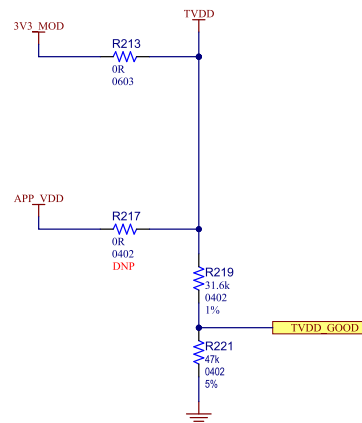 TVDD
3V3_MOD
R213
0R
0603
APP_VDD
R217
0R
0402
DNP
R219
31.6k
0402
1%
TVDD_GOOD
R221
47k
0402
5%